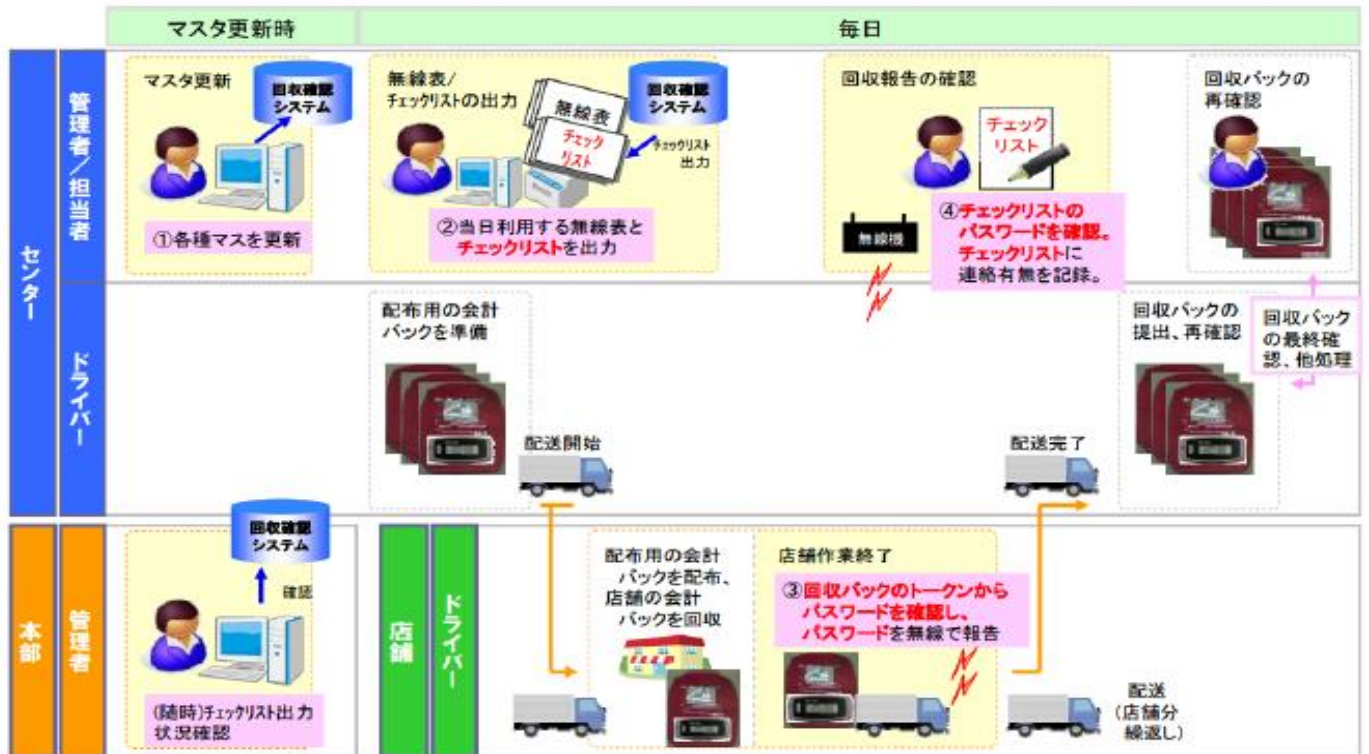 マスタ更新時
毎日
センター
管理者/担当者
マスタ更新
回収確認
システム
①各種マスを更新
無線表/
チェックリストの出力
無線表
チェック
リスト
回収確認
システム
チェックリスト
出力
②当日利用する無線表と
チェックリストを出力
回収報告の確認
チェック
リスト
無線機
④チェックリストの
パスワードを確認。
チェックリストに
連絡有無を記録。
回収バックの
再確認
ドライバー
配布用の会計
バックを準備
配送開始
配送完了
回収バックの
提出、再確認
回収バック
の最終確
認、他処理
本部
管理者
回収確認
システム
確認
(随時)チェックリスト出力
状況確認
店舗
ドライバー
配布用の会計
バックを配布、
店舗の会計
バックを回収
店舗作業終了
③回収バックのトークンから
パスワードを確認し、
パスワードを無線で報告
配送
(店舗分
繰返し)